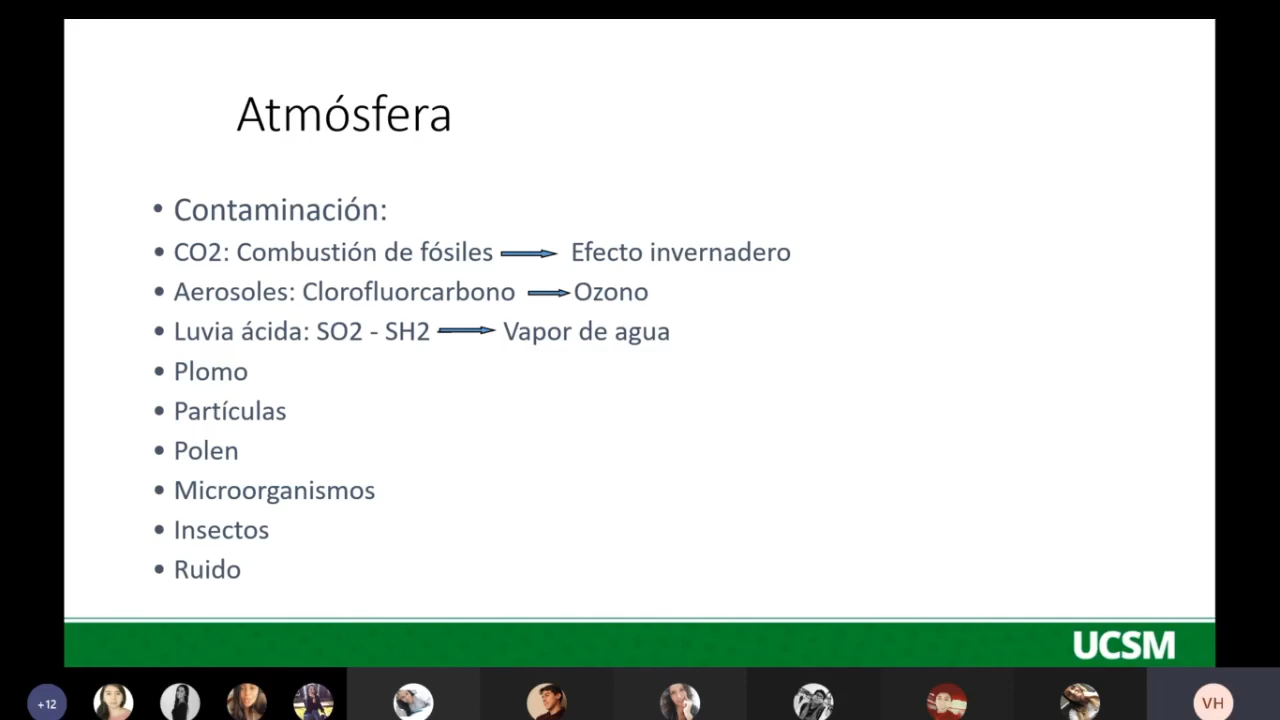 Atmósfera
• Contaminación:
• CO2: Combustión de fósiles Efecto invernadero
• Aerosoles: Clorofluorcarbono Ozono
• Luvia ácida: SO2 - SH2 Vapor de agua
• Plomo
• Partículas
• Polen
• Microorganismos
• Insectos
• Ruido
UCSM
+12
VH